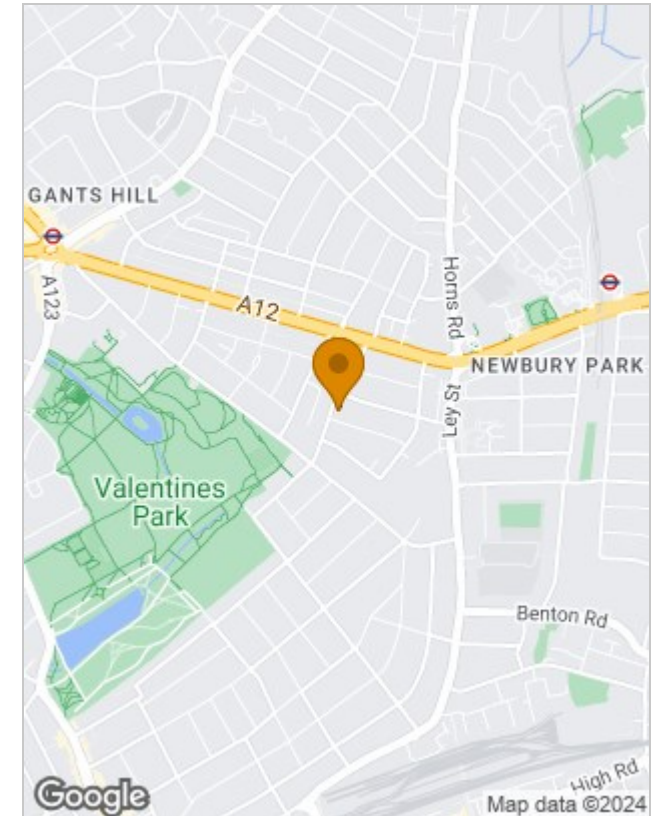 GANTS HILL
A123
A12
Horns Rd
NEWBURY PARK
Ley St
Valentines
Park
Benton Rd
High Rd
Google
Map data ©2024